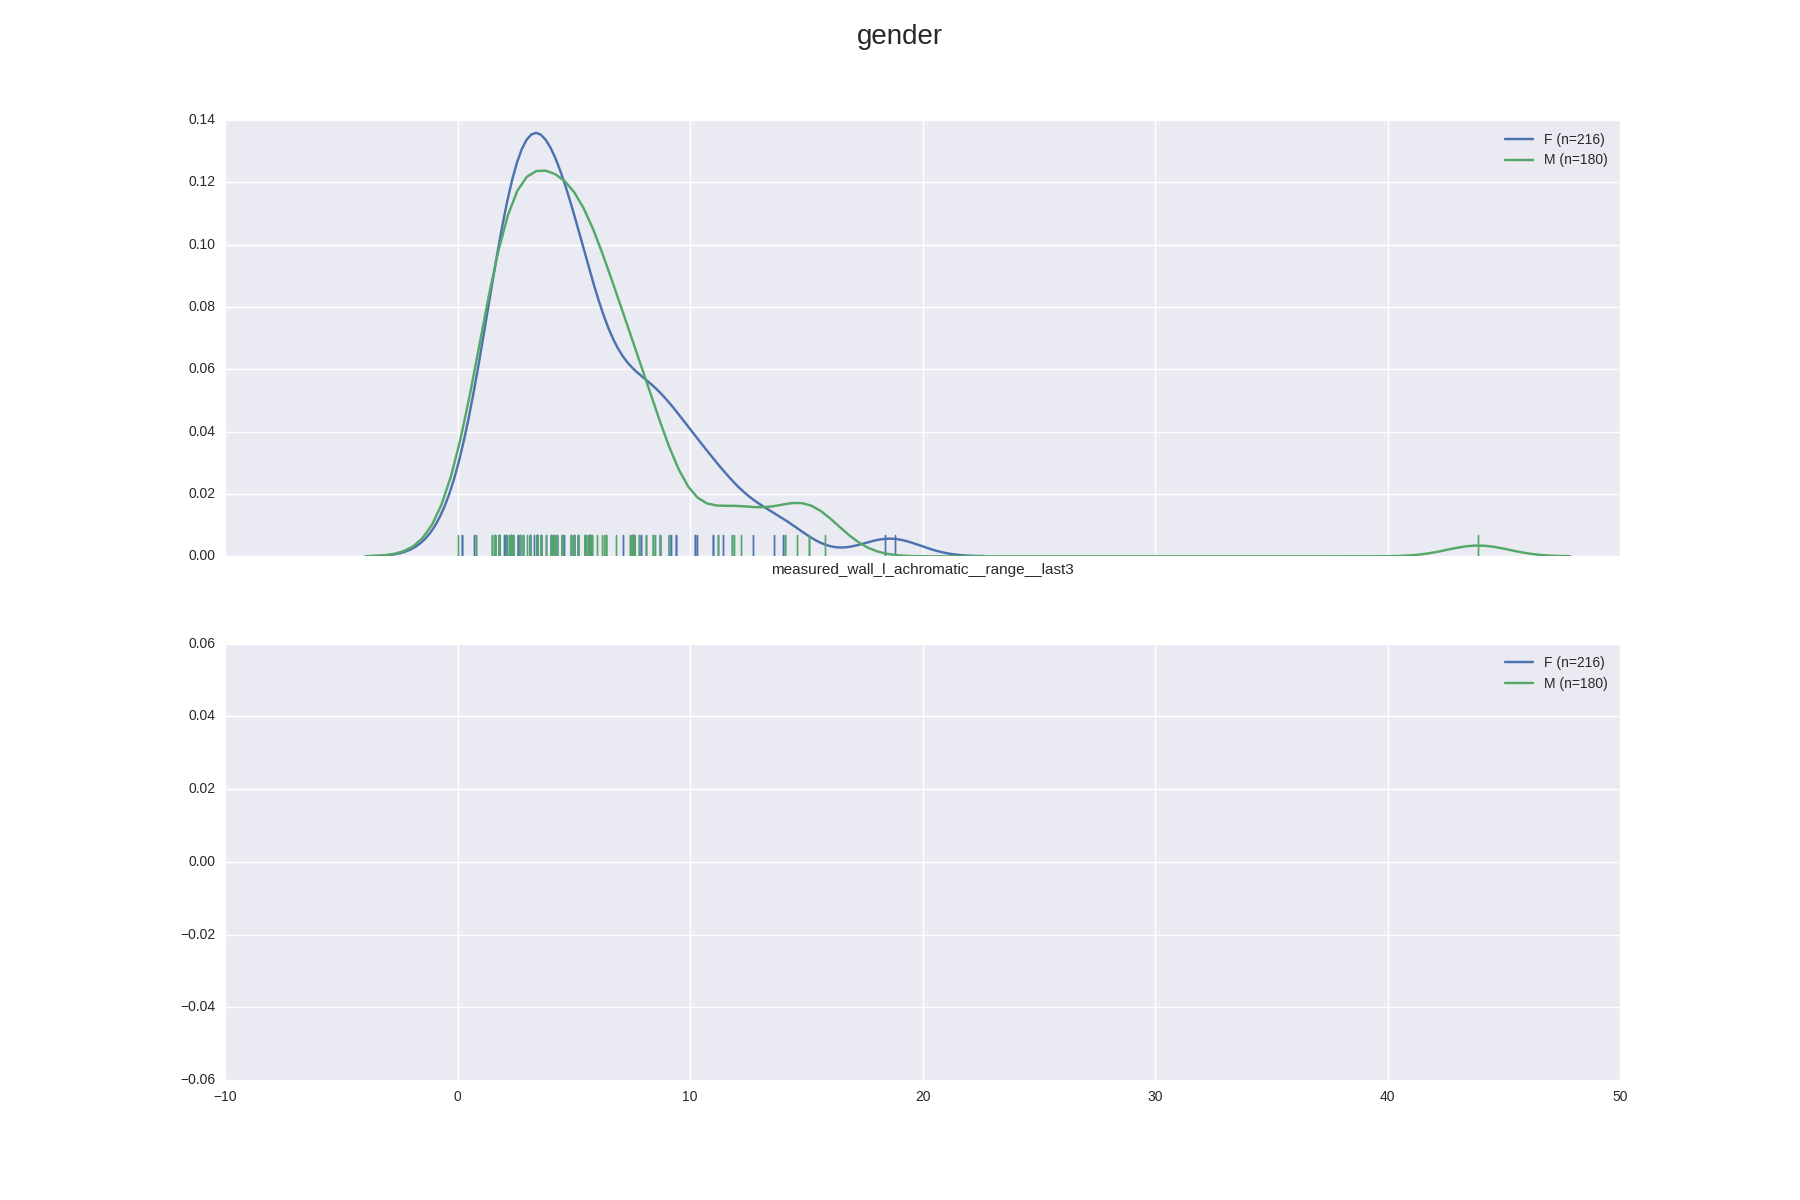 gender
0.14
0.12
0.10
0.08
0.06
0.04
0.02
0.00
F (n=216)
M (n=180)
measured_wall_l_achromatic__range__last3
0.06
0.04
0.02
0.00
−0.02
−0.04
−0.06
F (n=216)
M (n=180)
−10 0 10 20 30 40 50